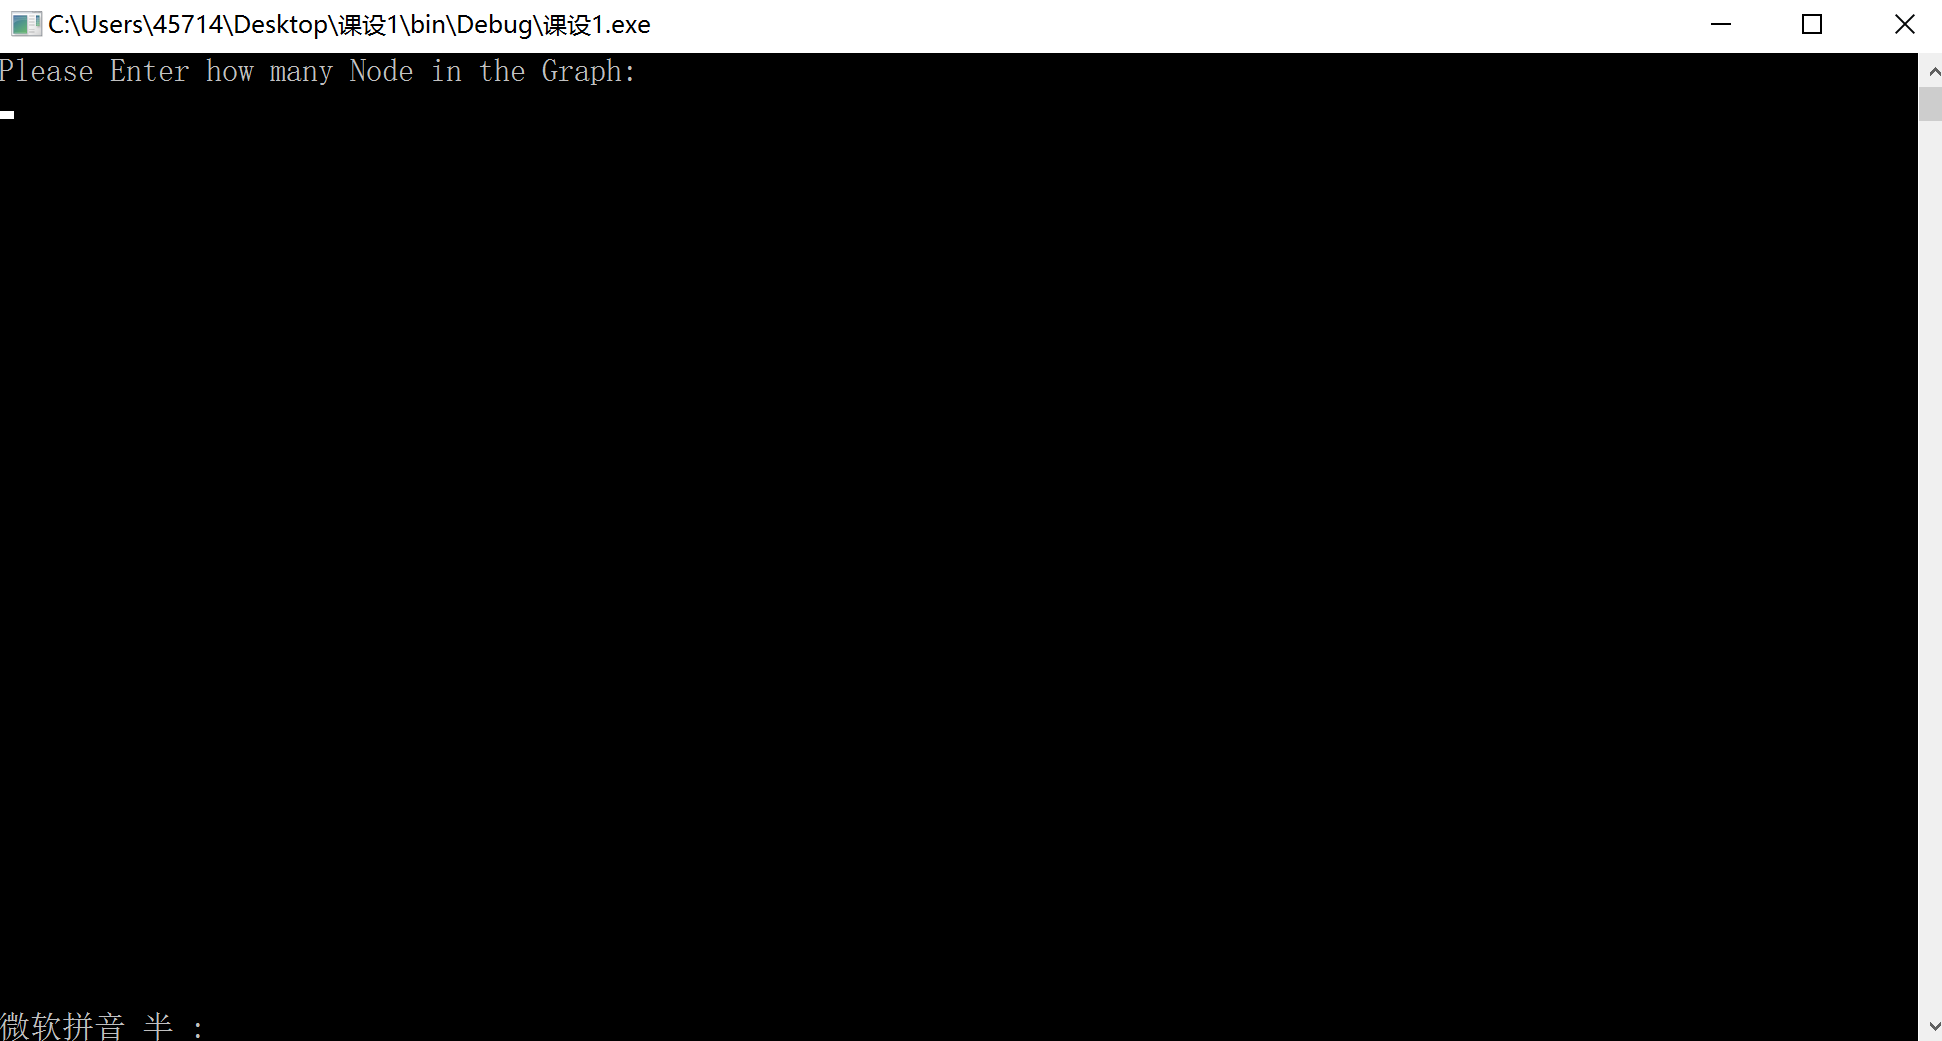 C:\Users\45714\Desktop\课设1\bin\Debug\课设1.exe
Please Enter how many Node in the Graph:
微软拼音 半 :